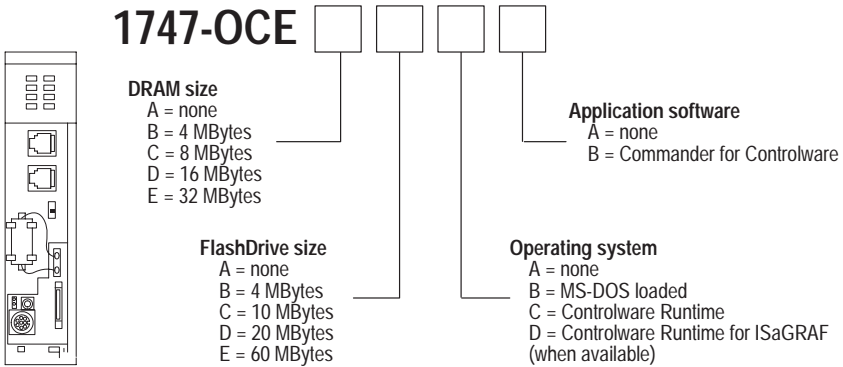 1747-OCE
DRAM size
A = none
B = 4 MBytes
C = 8 MBytes
D = 16 MBytes
E = 32 MBytes
Application software
A = none
B = Commander for Controlware
FlashDrive size
A = none
B = 4 MBytes
C = 10 MBytes
D = 20 MBytes
E = 60 MBytes
Operating system
A = none
B = MS-DOS loaded
C = Controlware Runtime
D = Controlware Runtime for ISaGRAF
(when available)